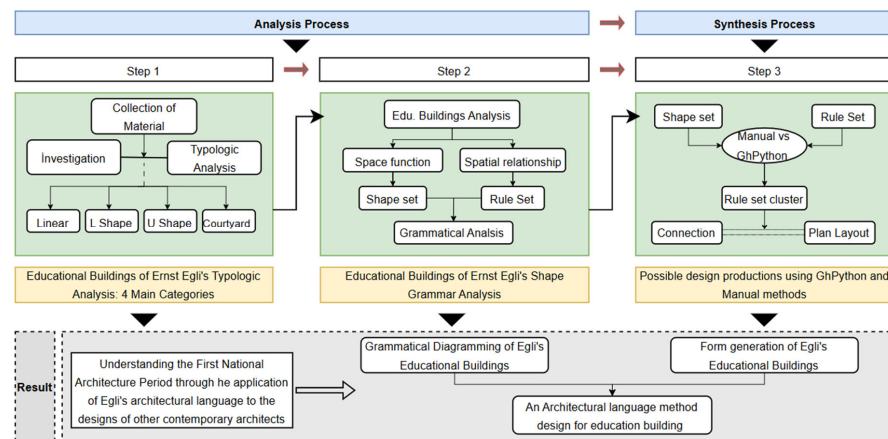 Analysis Process
Synthesis Process
Step 1
Step 2
Step 3
Collection of
Material
İnvestigation
Typologic
Analysis
Linear
L Shape
U Shape
Courtyard
Edu. Buildings Analysis
Space function
Spatial relationship
Shape set
Rule Set
Grammatical Analsis
Shape set
Rule Set
Manual vs
GhPython
Rule set cluster
Connection
Plan Layout
Educational Buildings of Ernst Egli's Typologic
Analysis: 4 Main Categories
Educational Buildings of Ernst Egli's Shape
Grammar Analysis
Possible design productions using GhPython and
Manual methods
Result
Understanding the First National
Architecture Period through he application
of Egli's architectural language to the
designs of other contemporary architects
Grammatical Diagramming of Egli's
Educational Buildings
Form generation of Egli's
Educational Buildings
An Architectural language method
design for education building